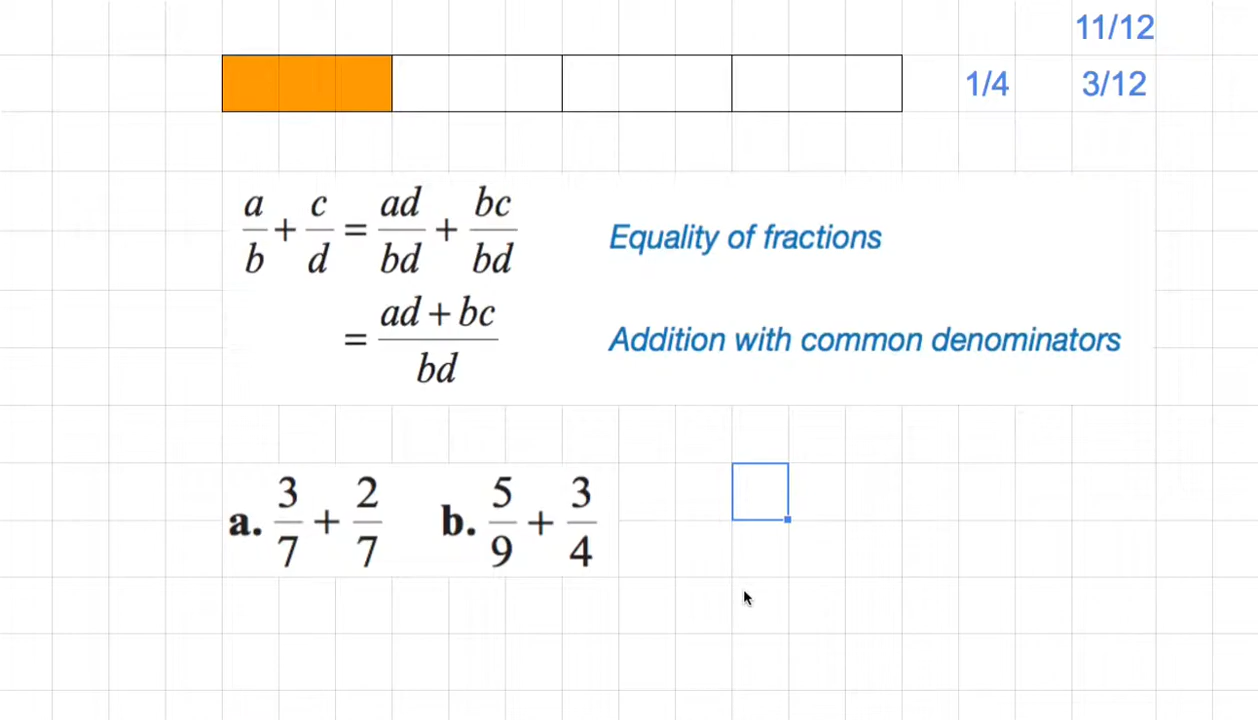 11/12
1/4 3/12
a/b + c/d = ad/bd + bc/bd Equality of fractions
= ad + bc/bd Addition with common denominators
a. 3/7 + 2/7 b. 5/9 + 3/4